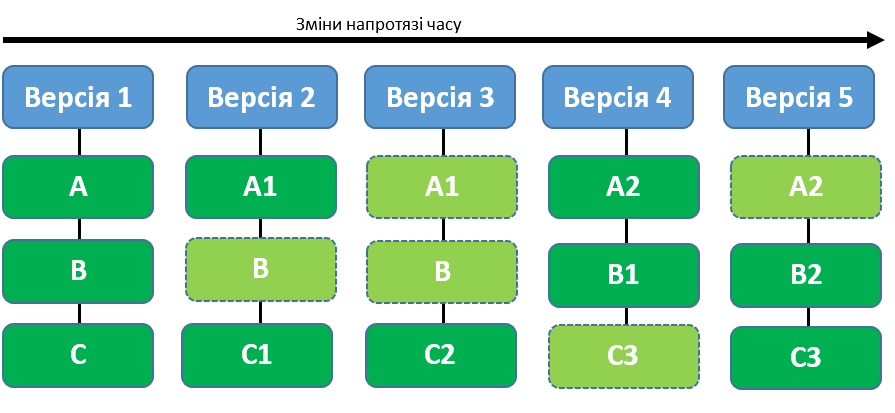 Зміни напротязі часу
Версія 1 Версія 2 Версія 3 Версія 4 Версія 5
A A1 A1 A2 A2
B B B B1 B2
C C1 C2 C3 C3